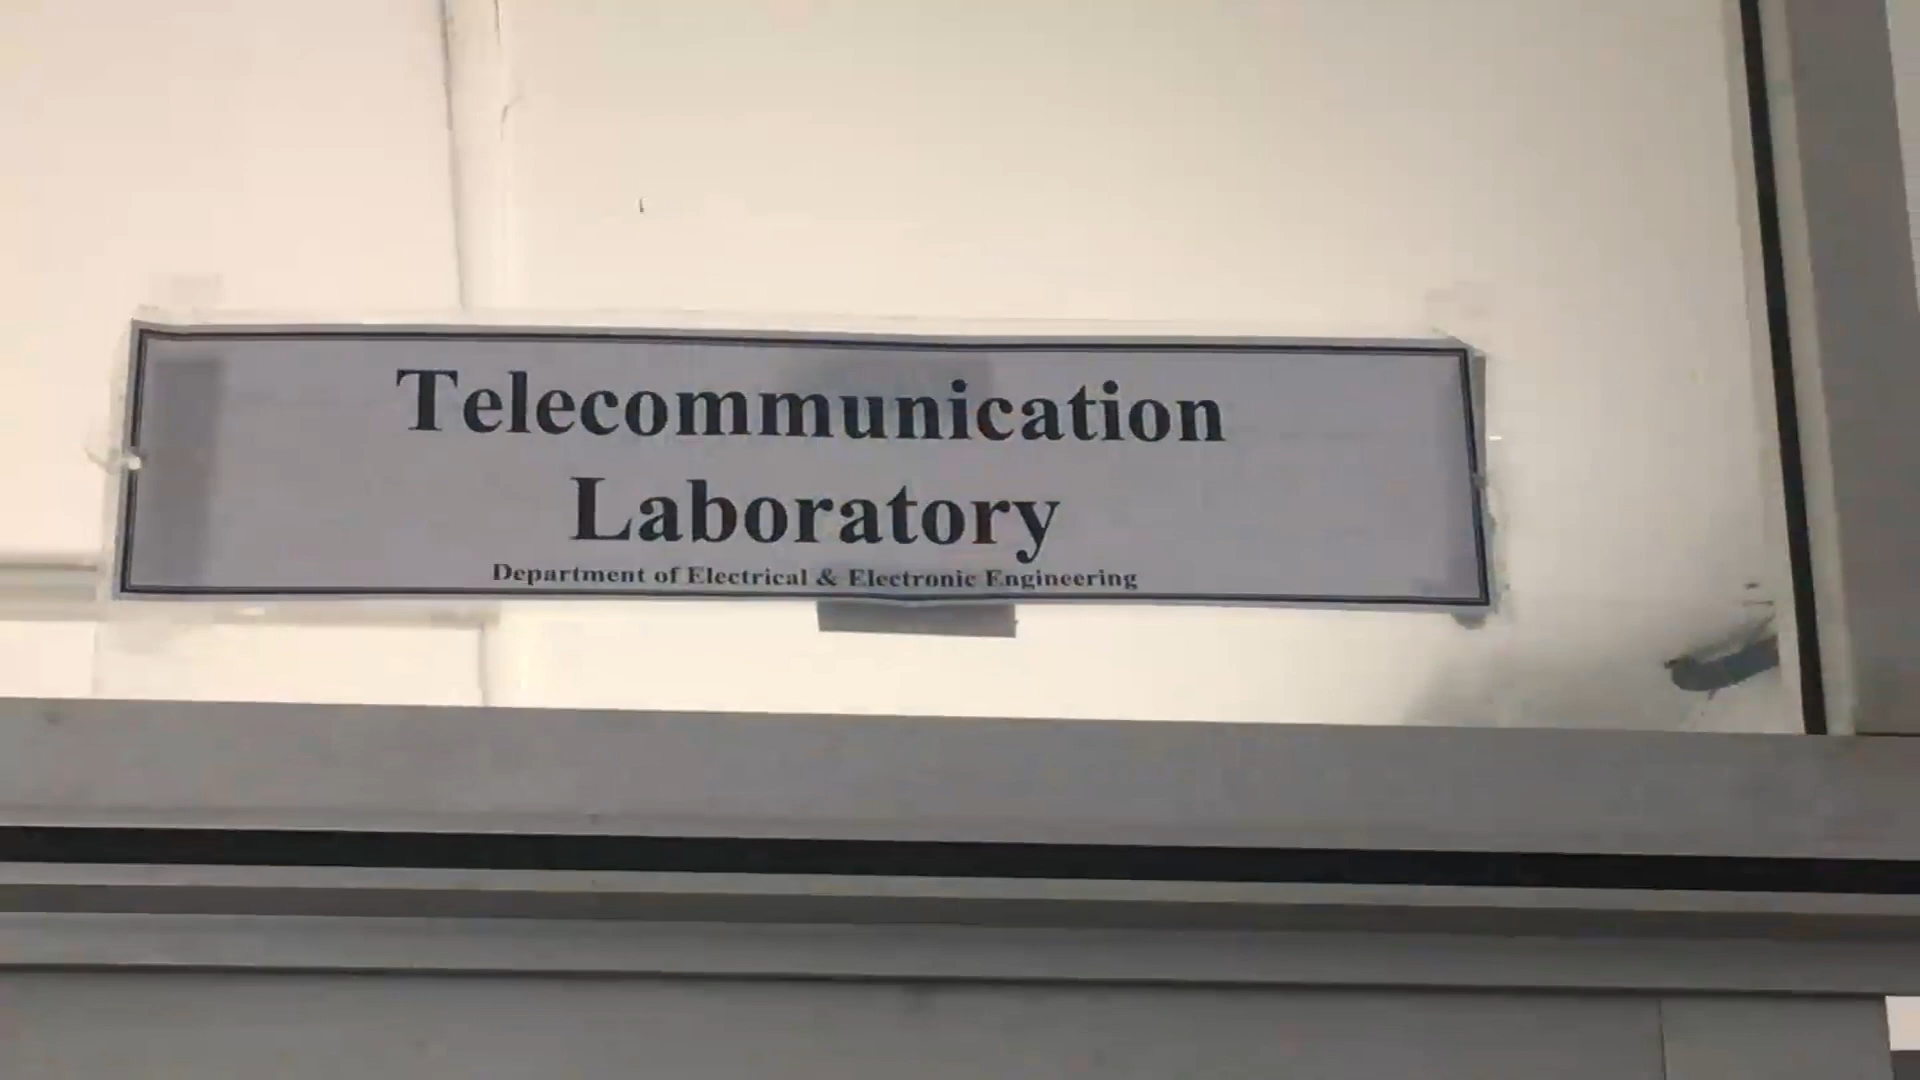 Telecommunication
Laboratory
Department of Electrical & Electronic Engineering